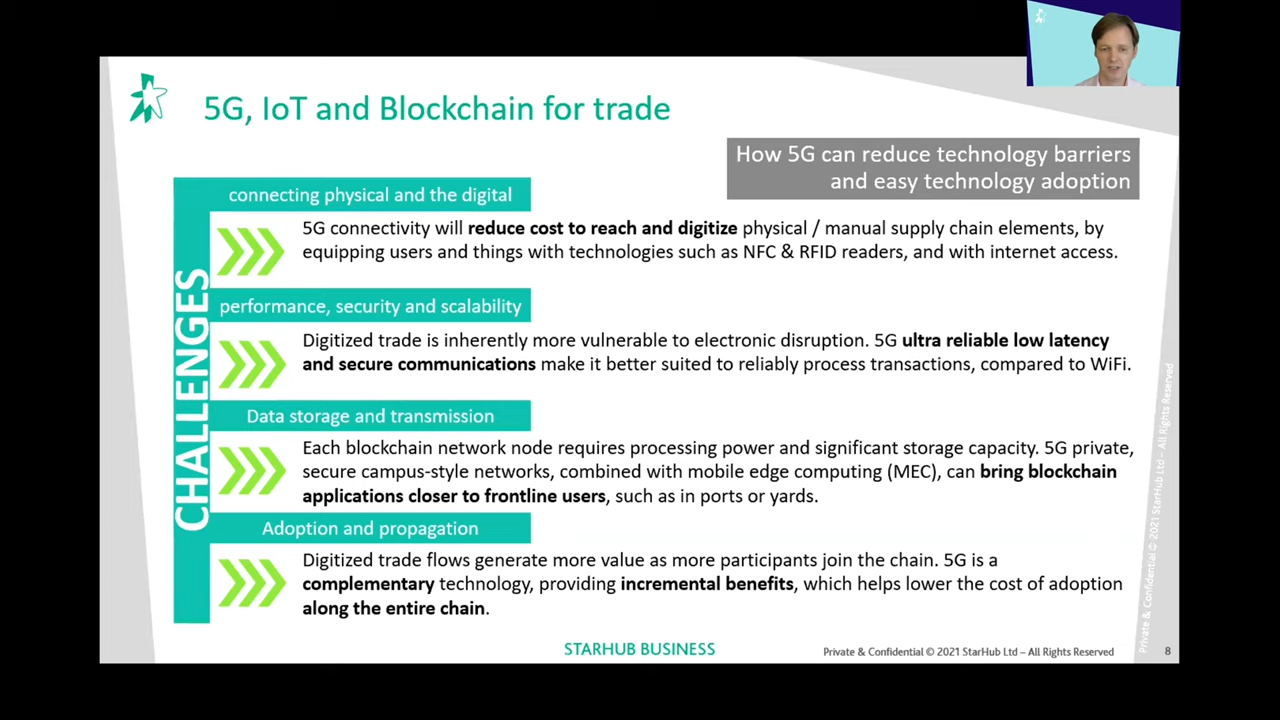 5G, IoT and Blockchain for trade
How 5G can reduce technology barriers
and easy technology adoption
CHALLENGES
connecting physical and the digital
5G connectivity will reduce cost to reach and digitize physical / manual supply chain elements, by
equipping users and things with technologies such as NFC & RFID readers, and with internet access.
performance, security and scalability
Digitized trade is inherently more vulnerable to electronic disruption. 5G ultra reliable low latency
and secure communications make it better suited to reliably process transactions, compared to WiFi.
Data storage and transmission
Each blockchain network node requires processing power and significant storage capacity. 5G private,
secure campus-style networks, combined with mobile edge computing (MEC), can bring blockchain
applications closer to frontline users, such as in ports or yards.
Adoption and propagation
Digitized trade flows generate more value as more participants join the chain. 5G is a
complementary technology, providing incremental benefits, which helps lower the cost of adoption
along the entire chain.
Private & Confidential © 2021 StarHub Ltd – All Rights Reserved
STARHUB BUSINESS
Private & Confidential © 2021 StarHub Ltd – All Rights Reserved
8